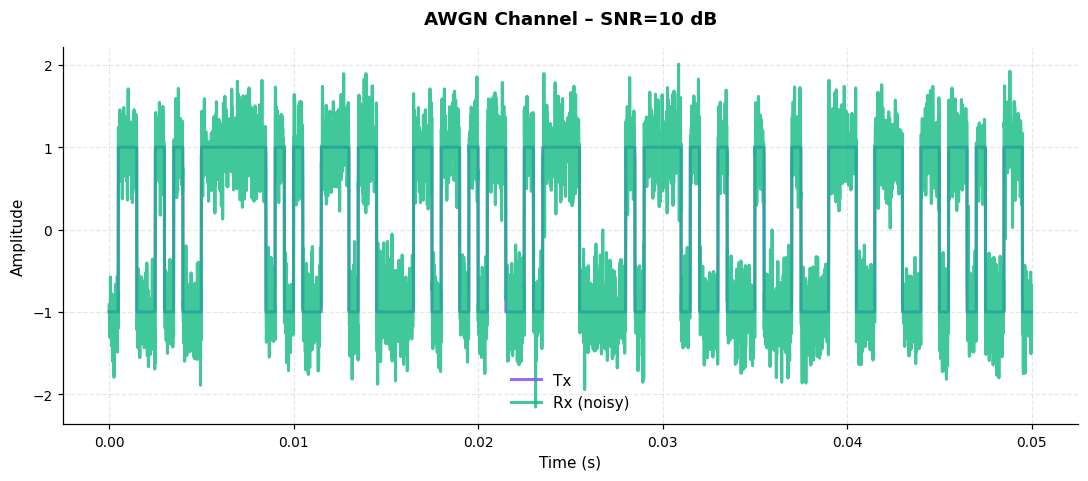 AWGN Channel – SNR=10 dB
Amplitude
2
1
0
−1
−2
Tx
Rx (noisy)
0.00 0.01 0.02 0.03 0.04 0.05
Time (s)